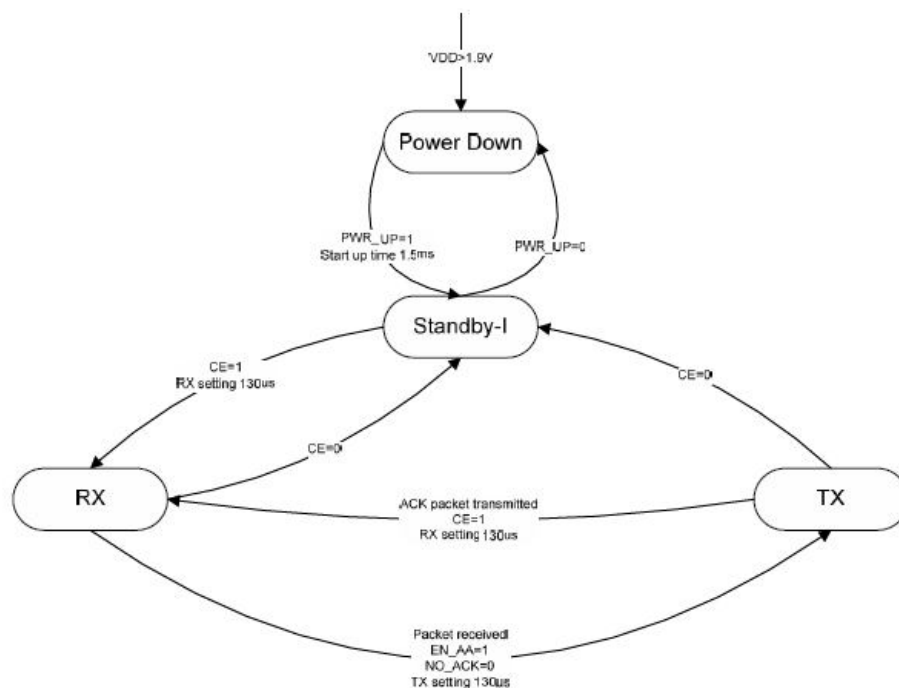 VDD>1.9V
Power Down
PWR_UP=1
Start up time 1.5ms
PWR_UP=0
Standby-I
CE=1
RX setting 130us
CE=0
CE=0
RX
ACK packet transmitted
CE=1
RX setting 130us
TX
Packet received
EN_AA=1
NO_ACK=0
TX setting 130us